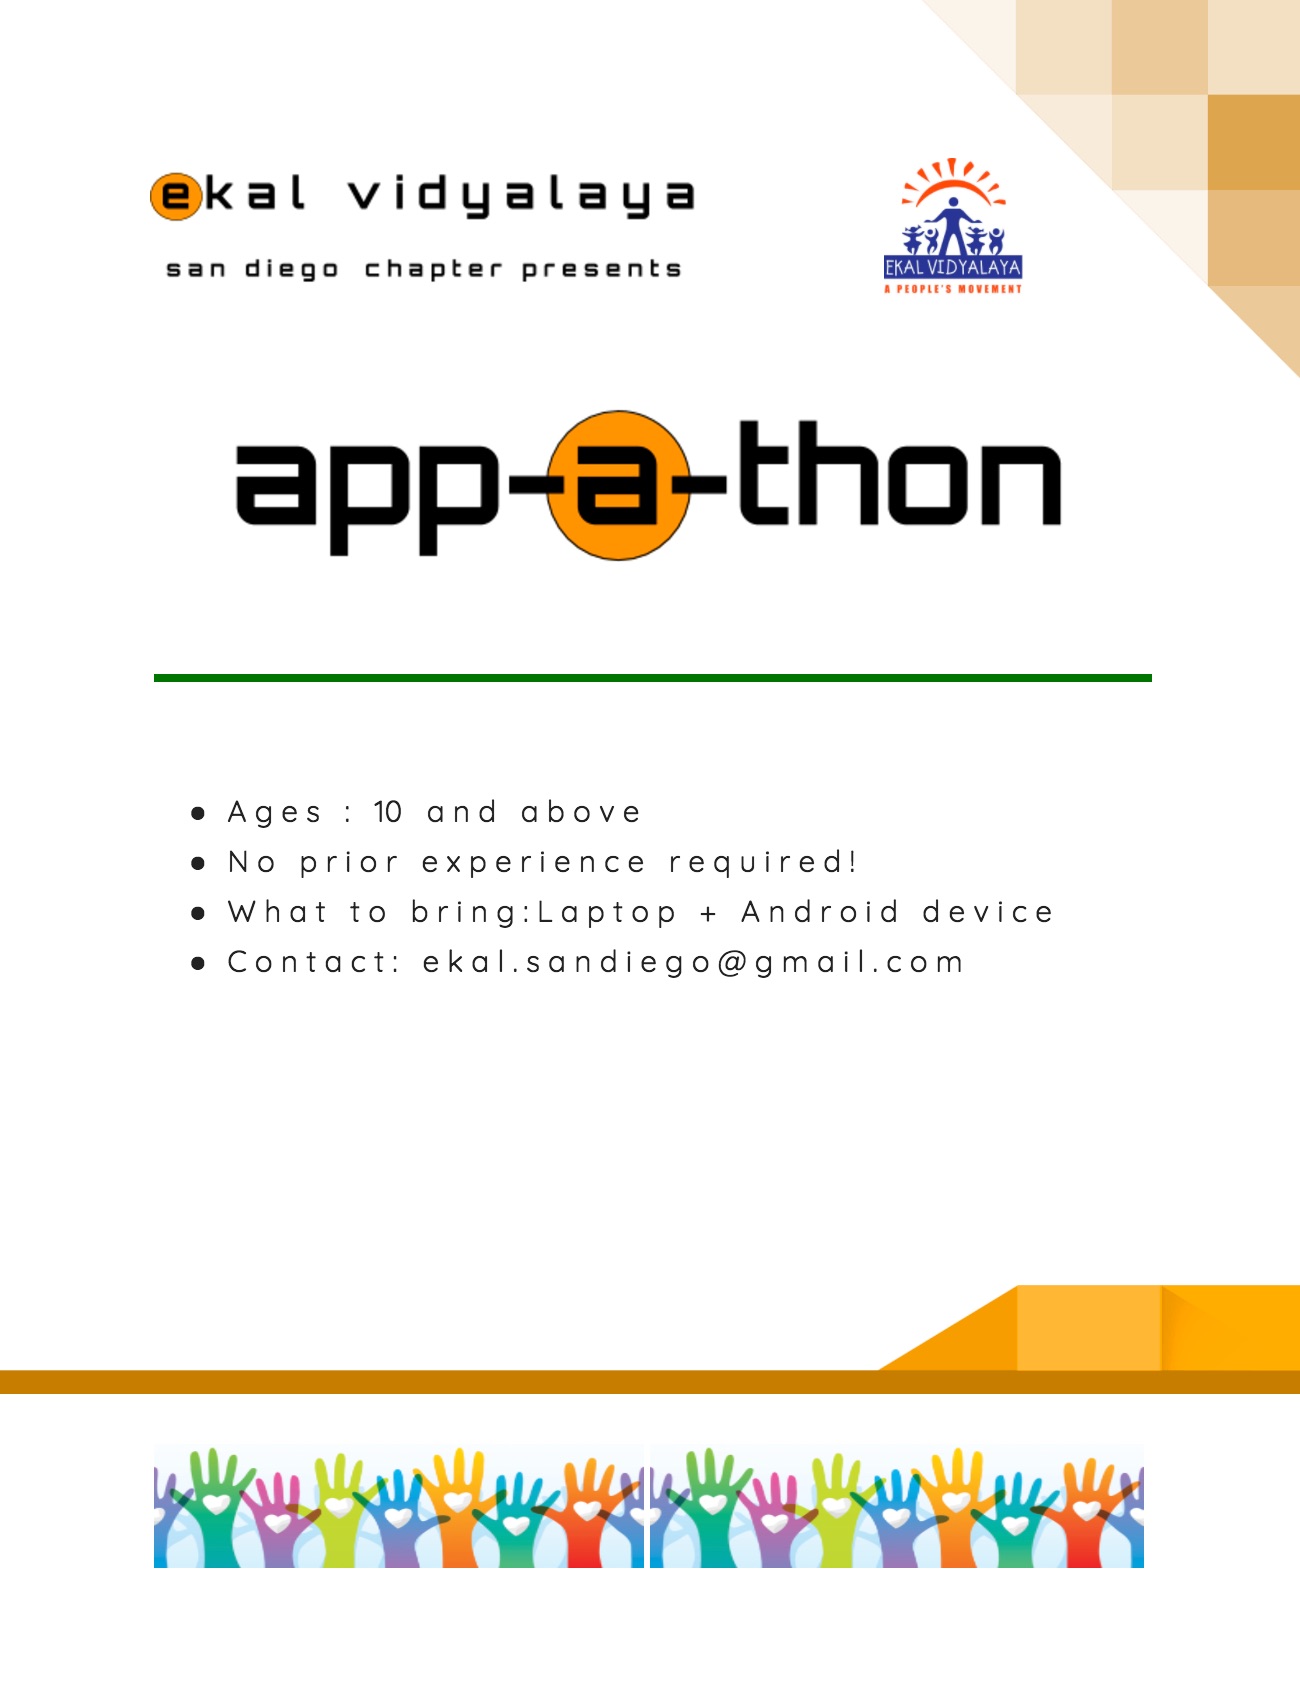 ekal vidyalaya
san diego chapter presents
EKAL VIDYALAYA
A PEOPLE'S MOVEMENT
app-a-thon
● Ages : 10 and above
● No prior experience required!
● What to bring:Laptop + Android device
● Contact: ekal.sandiego@gmail.com